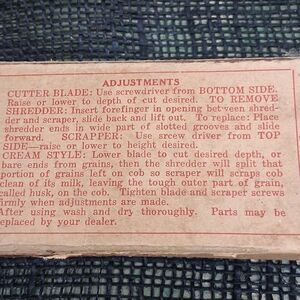 ADJUSTMENTS
CUTTER BLADE: Use screwdriver from BOTTOM SIDE.
Raise or lower to depth of cut desired. TO REMOVE
SHREDDER: Insert forefinger in opening between shred-
der and scraper, slide back and lift out. To replace: Place
shredder ends in wide part of slotted grooves and slide
forward. SCRAPPER: Use screw driver from TOP
SIDE—raise or lower to height desired.
CREAM STYLE: Lower blade to cut desired depth, or
bare ends from grains, then the shredder will split that
portion of grains left on cob so scraper will scraps cob
clean of its milk, leaving the tough outer part of grain,
called husk, on the cob. Tighten blade and scraper screws
firmly when adjustments are made.
After using wash and dry thoroughly. Parts may be
replaced by your dealer.